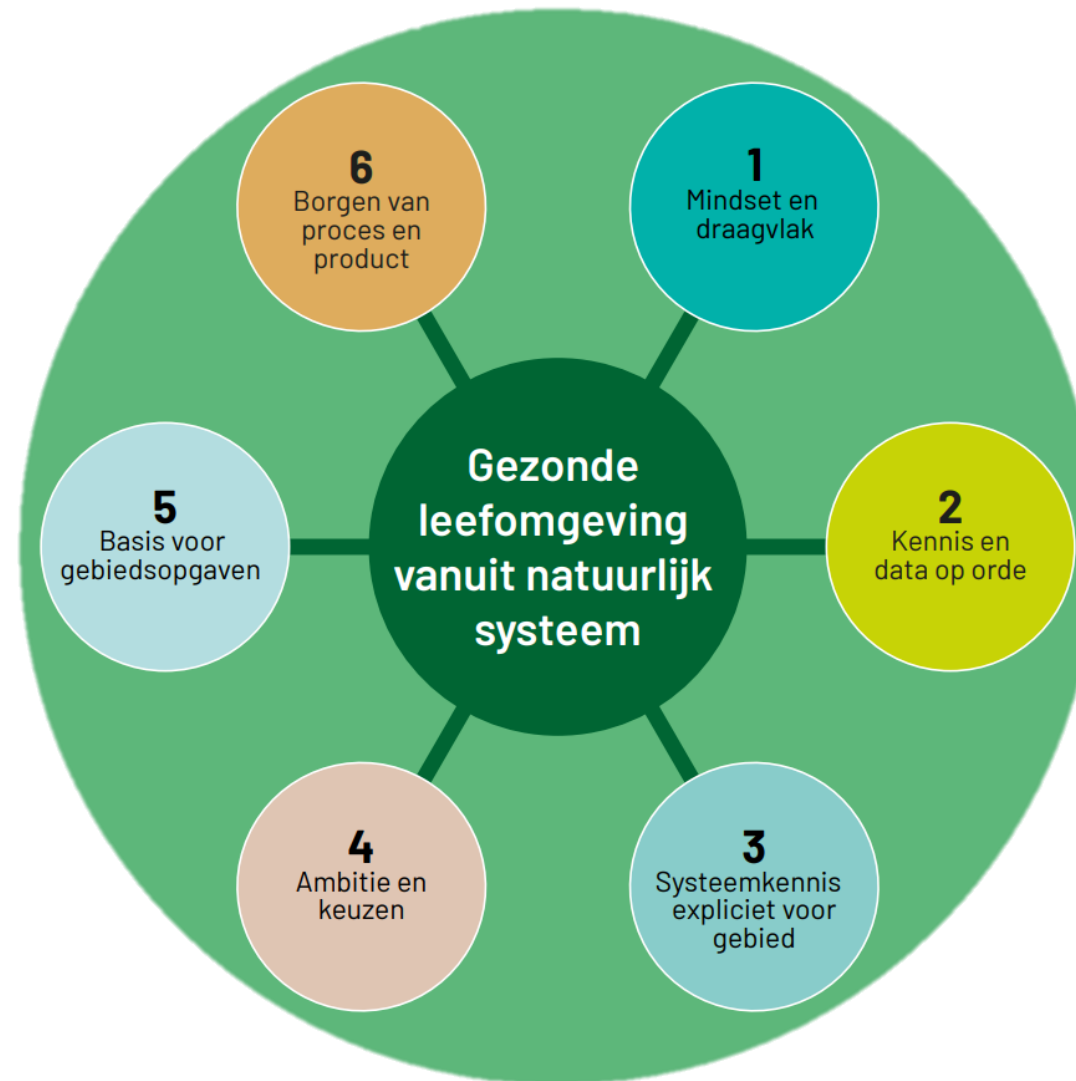 Gezonde
leefomgeving
vanuit natuurlijk
systeem
1
Mindset en
draagvlak
2
Kennis en
data op orde
3
Systeemkennis
expliciet voor
gebied
4
Ambitie en
keuzen
5
Basis voor
gebiedsopgaven
6
Borgen van
proces en
product